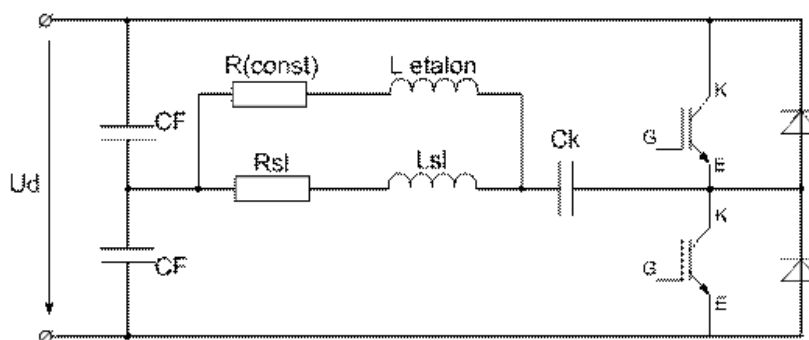 R(const) L etalon
K
CF
G
Ck
Rsl Lsl
E
Ud
K
G
CF
E